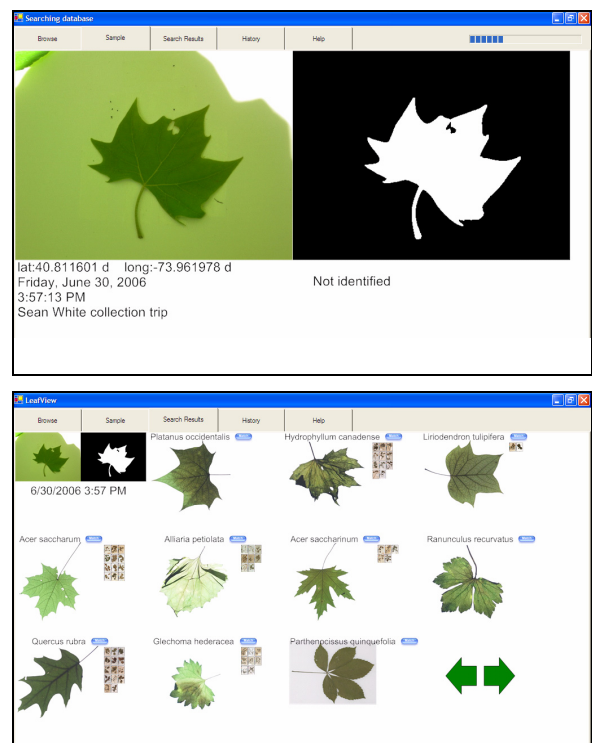 Searching database
Browse Sample Search Results History Help
lat:40.811601 d long:-73.961978 d
Friday, June 30, 2006
3:57:13 PM
Sean White collection trip
Not identified
LeafView
Browse Sample Search Results History Help
Platanus occidentalis Hydrophyllum canadense Liriodendron tulipifera
6/30/2006 3:57 PM
Acer saccharum Alliaria petiolata Acer saccharinum Ranunculus recurvatus
Quercus rubra Glechoma hederacea Parthenocissus quinquefolia